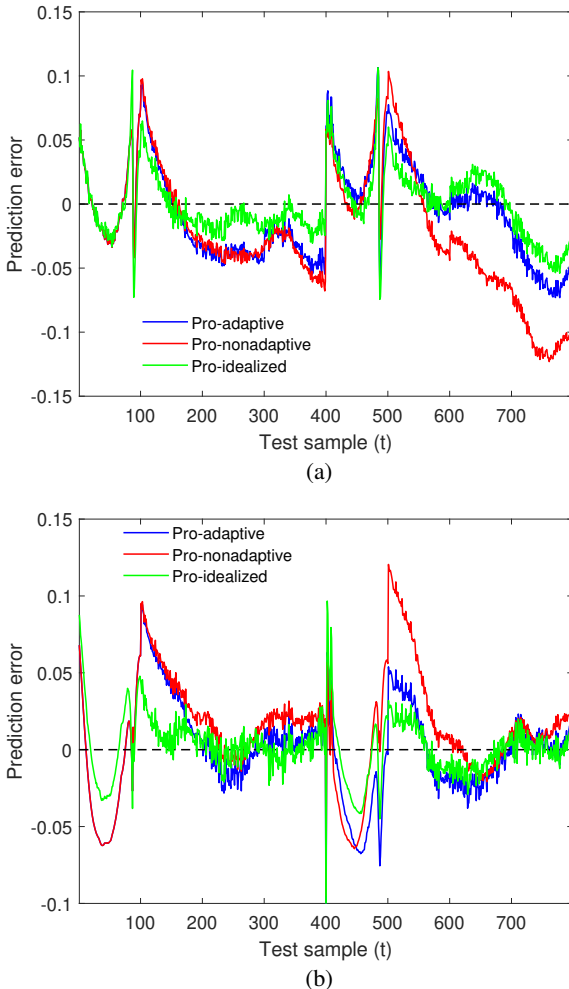 0.15
0.1
0.05
0
-0.05
-0.1
-0.15
Prediction error
Pro-adaptive
Pro-nonadaptive
Pro-idealized
100 200 300 400 500 600 700
Test sample (t)
(a)
0.15
0.1
0.05
0
-0.05
-0.1
Prediction error
Pro-adaptive
Pro-nonadaptive
Pro-idealized
100 200 300 400 500 600 700
Test sample (t)
(b)